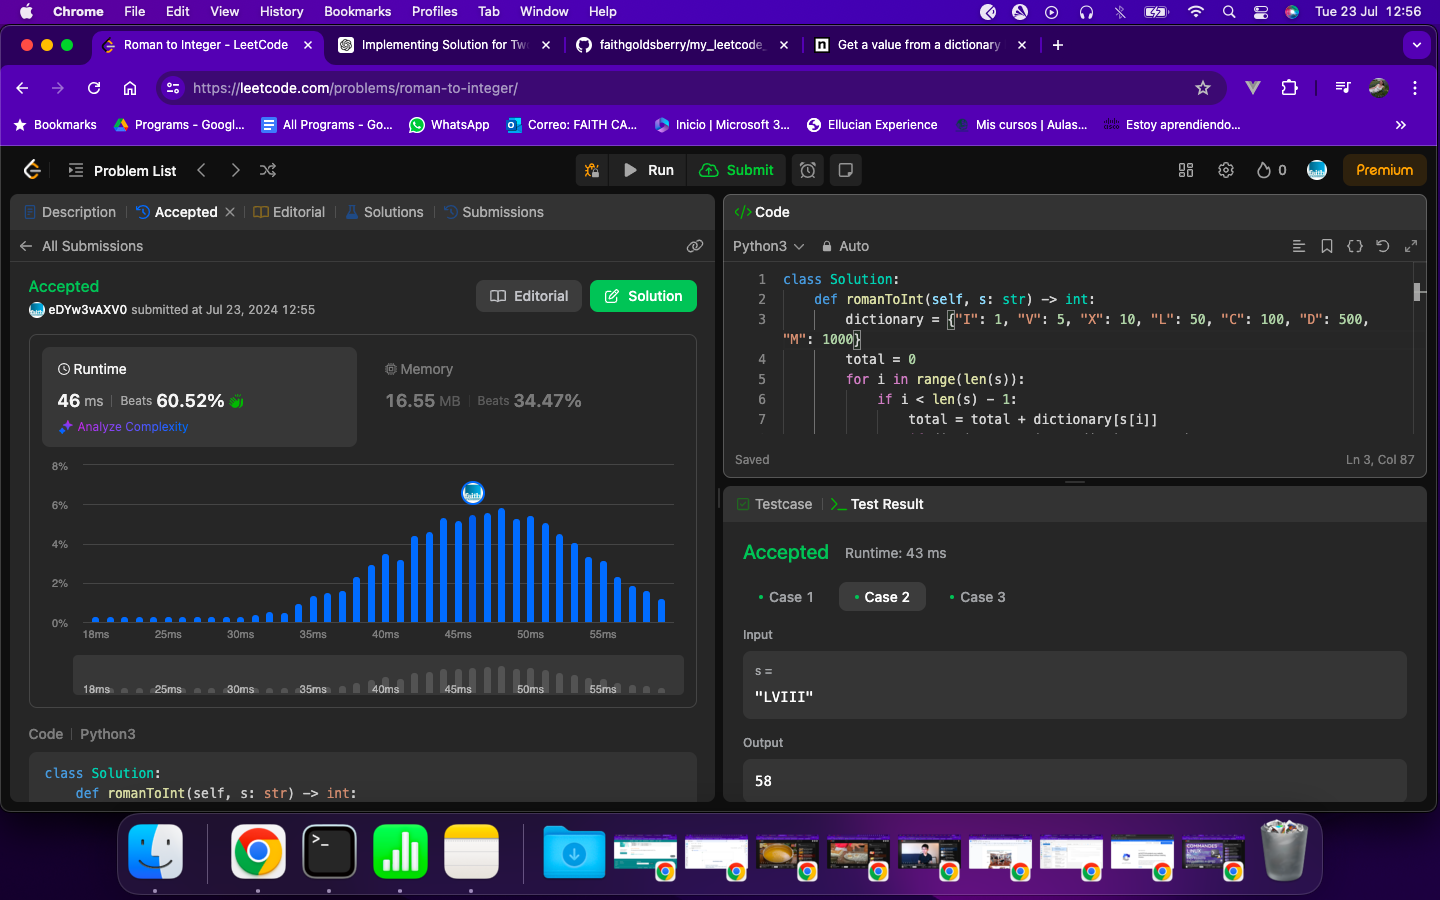 Chrome File Edit View History Bookmarks Profiles Tab Window Help Tue 23 Jul 12:56
Roman to Integer - LeetCode Implementing Solution for Tw faithgoldsberry/my_leetcode_ Get a value from a dictionary
https://leetcode.com/problems/roman-to-integer/
Bookmarks Programs - Googl... All Programs - Go... WhatsApp Correo: FAITH CA... Inicio | Microsoft 3... Ellucian Experience Mis cursos | Aulas... Estoy aprendiendo... »
Problem List Run Submit 0 Premium
Description Accepted Editorial Solutions Submissions
All Submissions
Accepted
eDYw3vAXV0 submitted at Jul 23, 2024 12:55
Editorial Solution
Runtime
46 ms Beats 60.52%
Analyze Complexity
Memory
16.55 MB Beats 34.47%
8%
6%
4%
2%
0%
18ms 25ms 30ms 35ms 40ms 45ms 50ms 55ms
18ms 25ms 30ms 35ms 40ms 45ms 50ms 55ms
Code Python3
class Solution:
def romanToInt(self, s: str) -> int:
</> Code
Python3 Auto
1 class Solution:
2 def romanToInt(self, s: str) -> int:
3 dictionary = {"I": 1, "V": 5, "X": 10, "L": 50, "C": 100, "D": 500,
"M": 1000}
4 total = 0
5 for i in range(len(s)):
6 if i < len(s) - 1:
7 total = total + dictionary[s[i]]
Saved Ln 3, Col 87
Testcase Test Result
Accepted Runtime: 43 ms
Case 1 Case 2 Case 3
Input
s =
"LVIII"
Output
58